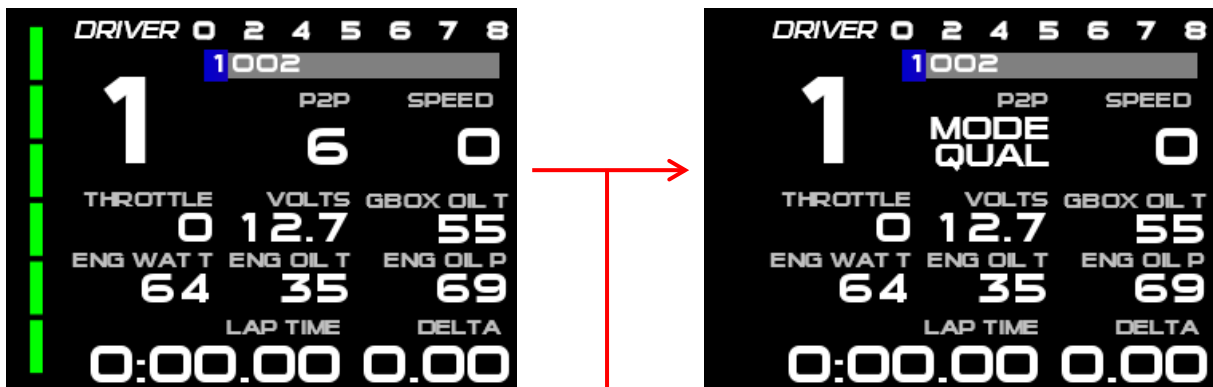 DRIVER 0 2 4 5 6 7 8
1 002
1
P2P SPEED
6 0
THROTTLE VOLTS GBOX OIL T
0 12.7 55
ENG WAT T ENG OIL T ENG OIL P
64 35 69
LAP TIME DELTA
0:00.00 0.00
DRIVER 0 2 4 5 6 7 8
1 002
1
P2P SPEED
MODE
QUAL 0
THROTTLE VOLTS GBOX OIL T
0 12.7 55
ENG WAT T ENG OIL T ENG OIL P
64 35 69
LAP TIME DELTA
0:00.00 0.00